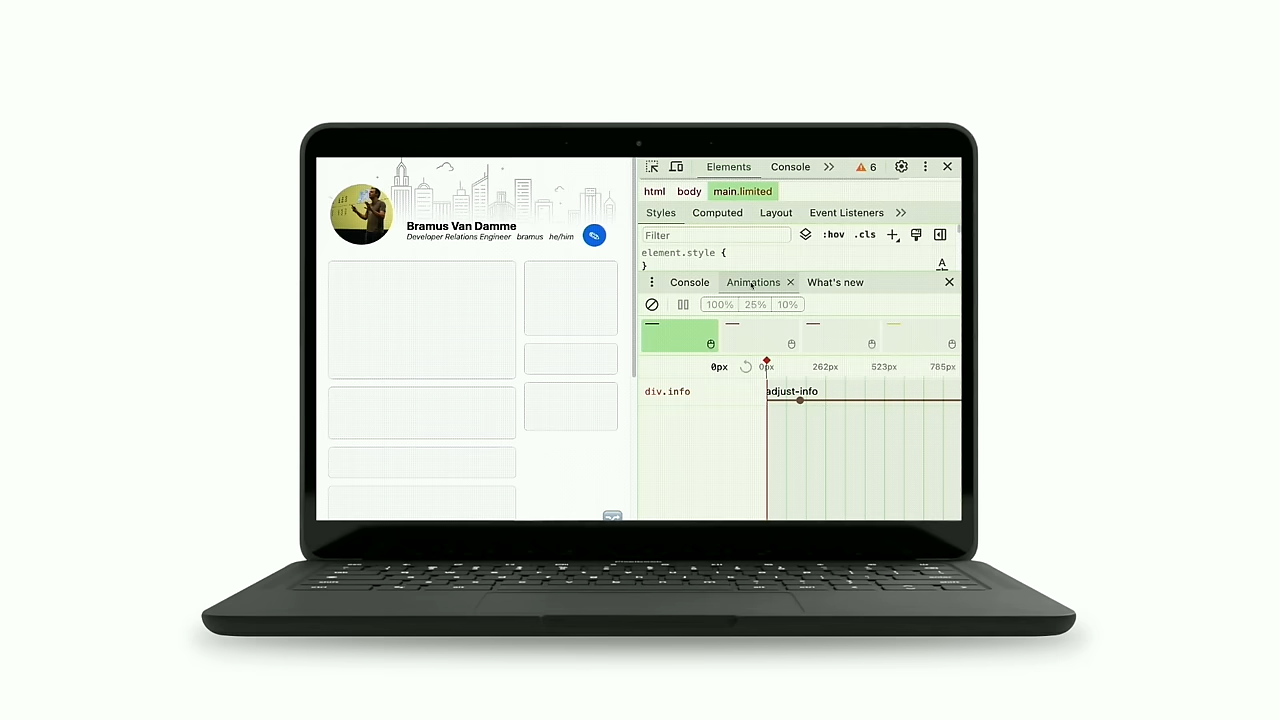 Bramus Van Damme
Developer Relations Engineer bramus he/him
Elements Console 6
html body main.limited
Styles Computed Layout Event Listeners
Filter :hov .cls
element.style {
}
A
Console Animations What's new
100% 25% 10%
0px 0px 262px 523px 785px
div.info adjust-info